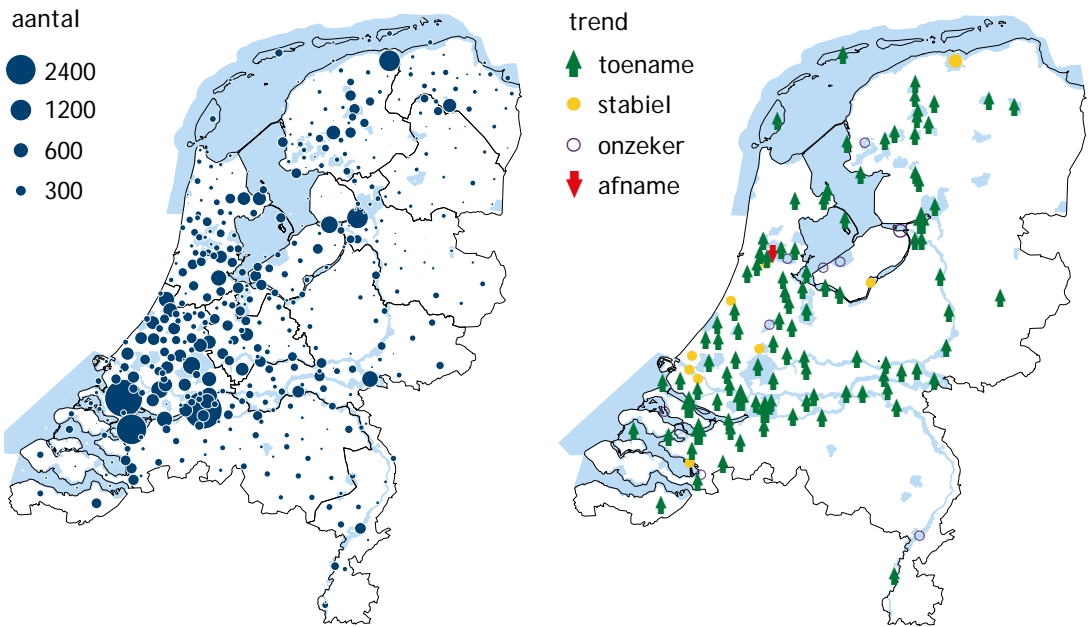 aantal
2400
1200
600
300
trend
toename
stabiel
onzeker
afname